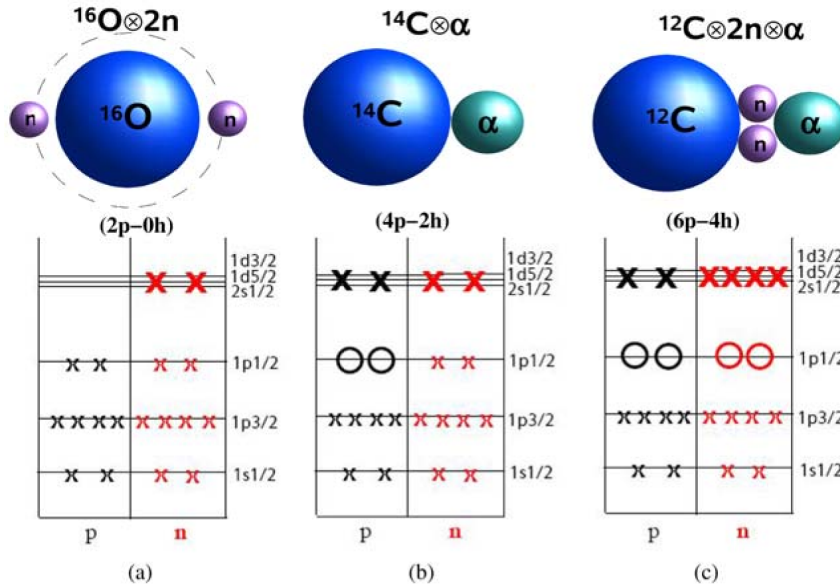 ¹⁶O⊗2n
¹⁴C⊗α
¹²C⊗2n⊗α
n
¹⁶O
n
¹⁴C
α
¹²C
n
n
α
(2p−0h)
(4p−2h)
(6p−4h)
1d3/2
1d5/2
2s1/2
1p1/2
1p3/2
1s1/2
p
n
(a)
1d3/2
1d5/2
2s1/2
1p1/2
1p3/2
1s1/2
p
n
(b)
1d3/2
1d5/2
2s1/2
1p1/2
1p3/2
1s1/2
p
n
(c)